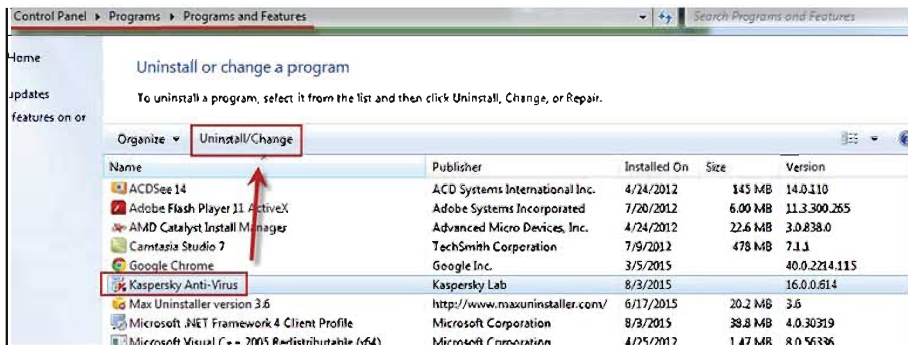 Control Panel ▸ Programs ▸ Programs and Features Search Programs and Features
Home
updates
features on or
Uninstall or change a program
To uninstall a program, select it from the list and then click Uninstall, Change, or Repair.
Organize Uninstall/Change
Name Publisher Installed On Size Version
ACDSee 14 ACD Systems International Inc. 4/24/2012 145 MB 14.0.110
Adobe Flash Player 11 ActiveX Adobe Systems Incorporated 7/20/2012 6.00 MB 11.3.300.265
AMD Catalyst Install Manager Advanced Micro Devices, Inc. 4/24/2012 22.6 MB 3.0.838.0
Camtasia Studio 7 TechSmith Corporation 7/9/2012 478 MB 7.1.1
Google Chrome Google Inc. 3/5/2015 40.0.2214.115
Kaspersky Anti-Virus Kaspersky Lab 8/3/2015 16.0.0.614
Max Uninstaller version 3.6 http://www.maxuninstaller.com/ 6/17/2015 20.2 MB 3.6
Microsoft .NET Framework 4 Client Profile Microsoft Corporation 8/3/2015 38.8 MB 4.0.30319
Microsoft Visual C++ 2005 Redistributable (x64) Microsoft Corporation 4/25/2012 1.47 MB 8.0.56336